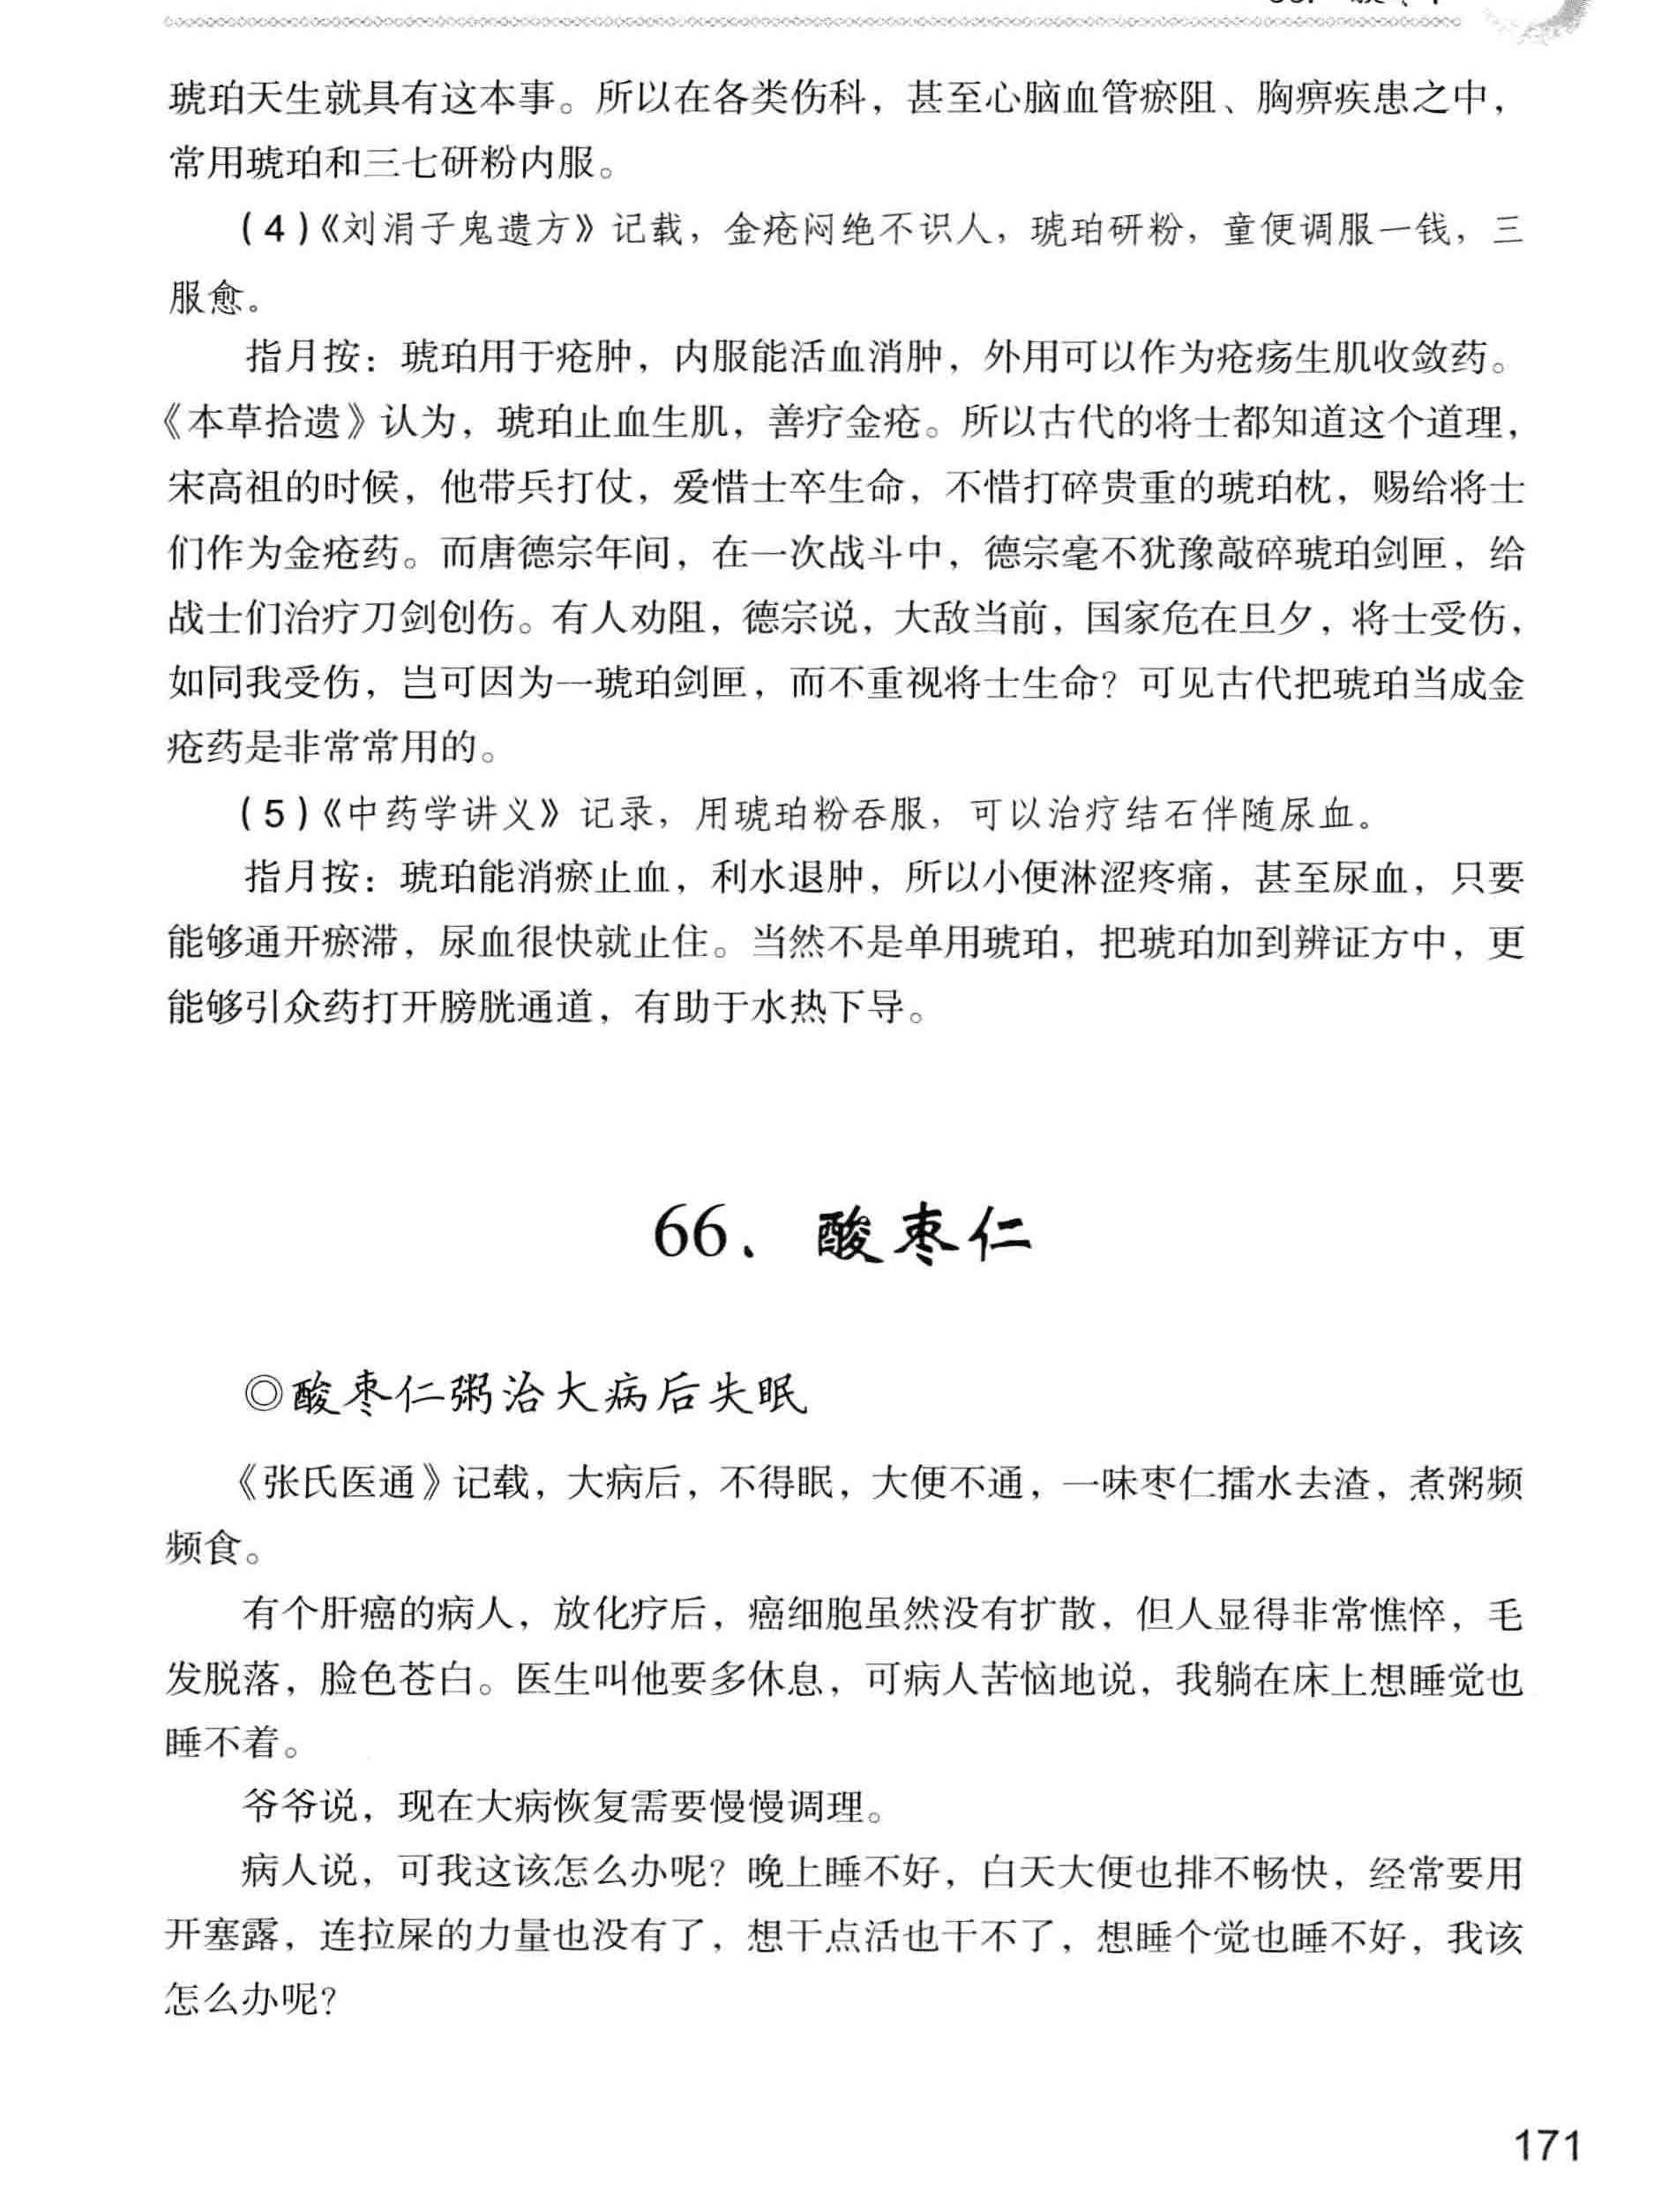 琥珀天生就具有这本事。所以在各类伤科，甚至心脑血管瘀阻、胸痹疾患之中，
常用琥珀和三七研粉内服。
(4)《刘涓子鬼遗方》记载，金疮闷绝不识人，琥珀研粉，童便调服一钱，三
服愈。
指月按：琥珀用于疮肿，内服能活血消肿，外用可以作为疮疡生肌收敛药。
《本草拾遗》认为，琥珀止血生肌，善疗金疮。所以古代的将士都知道这个道理，
宋高祖的时候，他带兵打仗，爱惜士卒生命，不惜打碎贵重的琥珀枕，赐给将士
们作为金疮药。而唐德宗年间，在一次战斗中，德宗毫不犹豫敲碎琥珀剑匣，给
战士们治疗刀剑创伤。有人劝阻，德宗说，大敌当前，国家危在旦夕，将士受伤，
如同我受伤，岂可因为一琥珀剑匣，而不重视将士生命？可见古代把琥珀当成金
疮药是非常常用的。
(5)《中药学讲义》记录，用琥珀粉吞服，可以治疗结石伴随尿血。
指月按：琥珀能消瘀止血，利水退肿，所以小便淋涩疼痛，甚至尿血，只要
能够通开瘀滞，尿血很快就止住。当然不是单用琥珀，把琥珀加到辨证方中，更
能够引众药打开膀胱通道，有助于水热下导。
66、酸枣仁
◎酸枣仁粥治大病后失眠
《张氏医通》记载，大病后，不得眠，大便不通，一味枣仁擂水去渣，煮粥频
频食。
有个肝癌的病人，放化疗后，癌细胞虽然没有扩散，但人显得非常憔悴，毛
发脱落，脸色苍白。医生叫他要多休息，可病人苦恼地说，我躺在床上想睡觉也
睡不着。
爷爷说，现在大病恢复需要慢慢调理。
病人说，可我这该怎么办呢？晚上睡不好，白天大便也排不畅快，经常要用
开塞露，连拉屎的力量也没有了，想干点活也干不了，想睡个觉也睡不好，我该
怎么办呢？
171